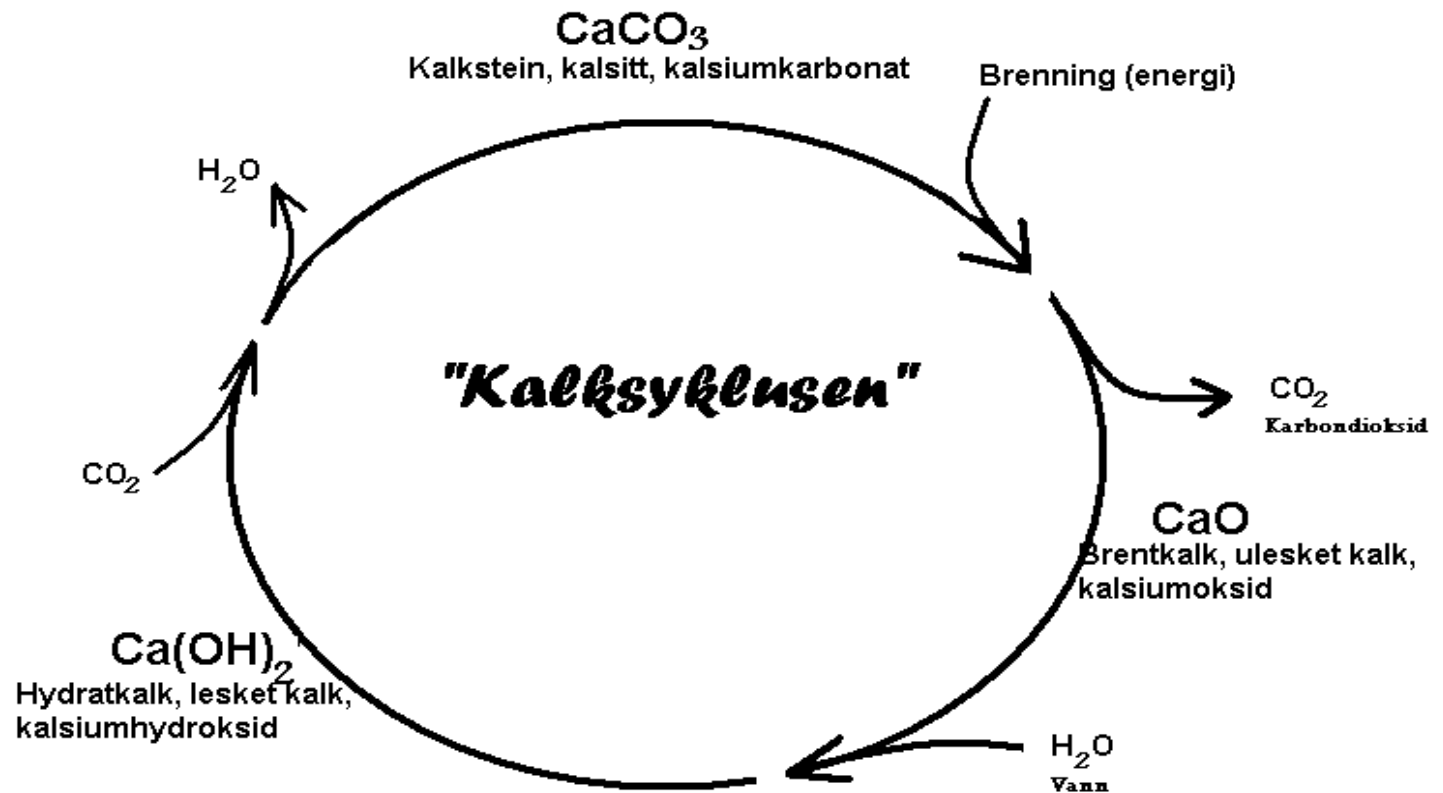 CaCO₃
Kalkstein, kalsitt, kalsiumkarbonat
Brenning (energi)
H₂O
"Kalksyklusen"
CO₂
Karbondioksid
CO₂
CaO
Brentkalk, ulesket kalk,
kalsiumoksid
Ca(OH)₂
Hydratkalk, lesket kalk,
kalsiumhydroksid
H₂O
Vann